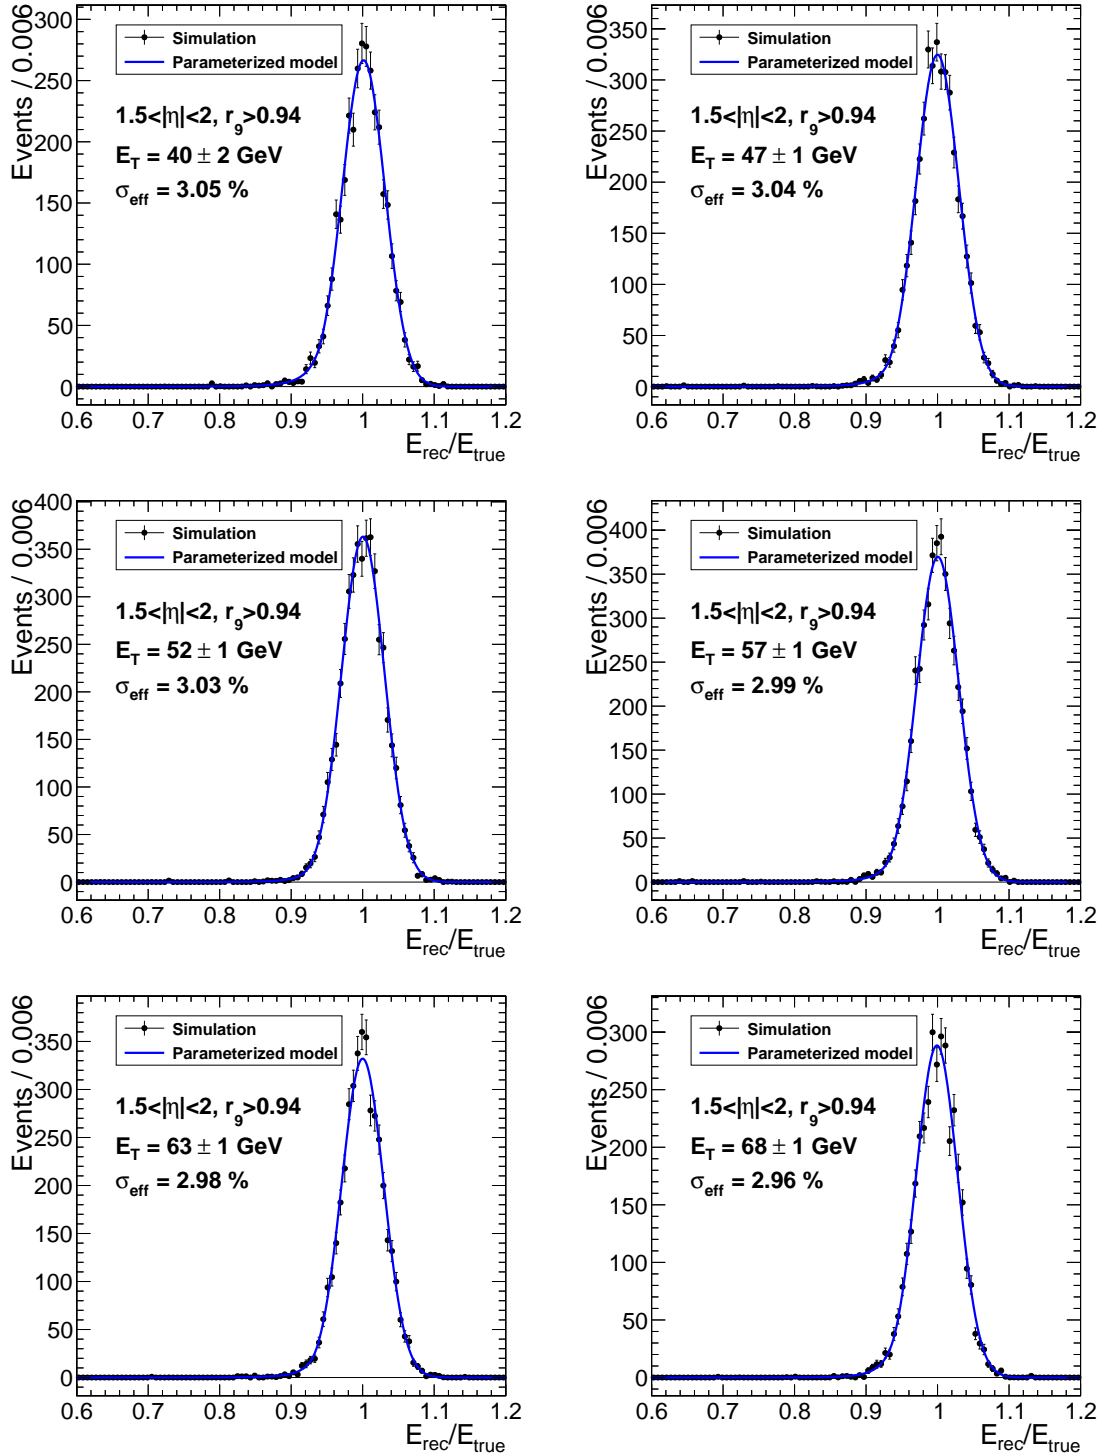 Events / 0.006
300
250
200
150
100
50
0
Simulation
Parameterized model
1.5<|η|<2, r9>0.94
ET = 40 ± 2 GeV
σeff = 3.05 %
0.6 0.7 0.8 0.9 1 1.1 1.2
Erec/Etrue
Events / 0.006
350
300
250
200
150
100
50
0
Simulation
Parameterized model
1.5<|η|<2, r9>0.94
ET = 47 ± 1 GeV
σeff = 3.04 %
0.6 0.7 0.8 0.9 1 1.1 1.2
Erec/Etrue
Events / 0.006
400
350
300
250
200
150
100
50
0
Simulation
Parameterized model
1.5<|η|<2, r9>0.94
ET = 52 ± 1 GeV
σeff = 3.03 %
0.6 0.7 0.8 0.9 1 1.1 1.2
Erec/Etrue
Events / 0.006
400
350
300
250
200
150
100
50
0
Simulation
Parameterized model
1.5<|η|<2, r9>0.94
ET = 57 ± 1 GeV
σeff = 2.99 %
0.6 0.7 0.8 0.9 1 1.1 1.2
Erec/Etrue
Events / 0.006
350
300
250
200
150
100
50
0
Simulation
Parameterized model
1.5<|η|<2, r9>0.94
ET = 63 ± 1 GeV
σeff = 2.98 %
0.6 0.7 0.8 0.9 1 1.1 1.2
Erec/Etrue
Events / 0.006
300
250
200
150
100
50
0
Simulation
Parameterized model
1.5<|η|<2, r9>0.94
ET = 68 ± 1 GeV
σeff = 2.96 %
0.6 0.7 0.8 0.9 1 1.1 1.2
Erec/Etrue